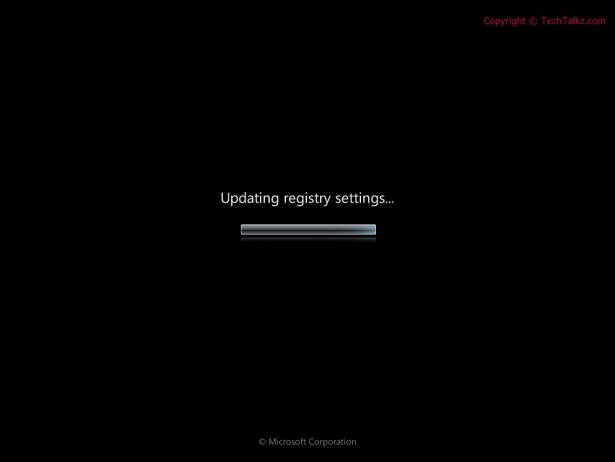 Copyright © TechTalkz.com
Updating registry settings...
© Microsoft Corporation